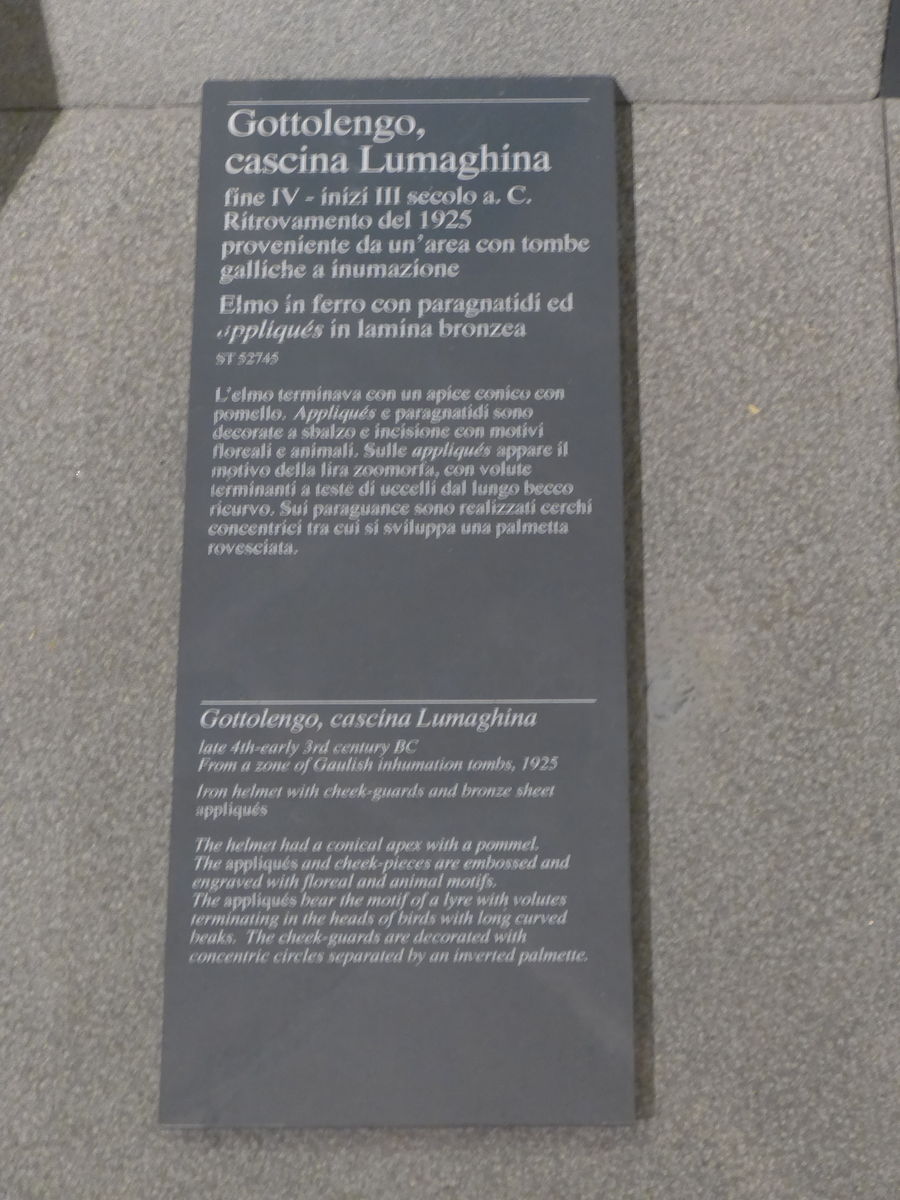 Gottolengo,
cascina Lumaghina
fine IV - inizi III secolo a. C.
Ritrovamento del 1925
proveniente da un'area con tombe
galliche a inumazione
Elmo in ferro con paragnatidi ed
appliqués in lamina bronzea
ST 52745
L'elmo terminava con un apice conico con
pomello. Appliqués e paragnatidi sono
decorate a sbalzo e incisione con motivi
floreali e animali. Sulle appliqués appare il
motivo della lira zoomorfa, con volute
terminanti a teste di uccelli dal lungo becco
ricurvo. Sui paraguance sono realizzati cerchi
concentrici tra cui si sviluppa una palmetta
rovesciata.
Gottolengo, cascina Lumaghina
late 4th-early 3rd century BC
From a zone of Gaulish inhumation tombs, 1925
Iron helmet with cheek-guards and bronze sheet
appliqués
The helmet had a conical apex with a pommel.
The appliqués and cheek-pieces are embossed and
engraved with floreal and animal motifs.
The appliqués bear the motif of a lyre with volutes
terminating in the heads of birds with long curved
beaks. The cheek-guards are decorated with
concentric circles separated by an inverted palmette.